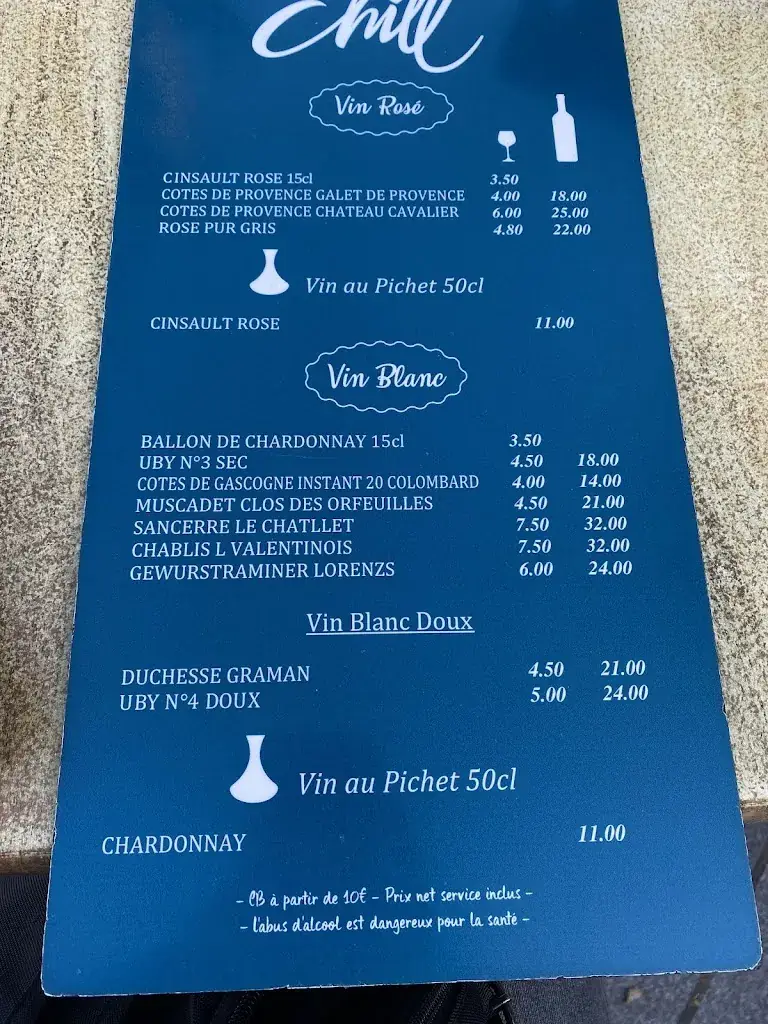 Chill
Vin Rosé
CINSAULT ROSE 15cl 3.50
COTES DE PROVENCE GALET DE PROVENCE 4.00 18.00
COTES DE PROVENCE CHATEAU CAVALIER 6.00 25.00
ROSE PUR GRIS 4.80 22.00
Vin au Pichet 50cl
CINSAULT ROSE 11.00
Vin Blanc
BALLON DE CHARDONNAY 15cl 3.50
UBY N°3 SEC 4.50 18.00
COTES DE GASCOGNE INSTANT 20 COLOMBARD 4.00 14.00
MUSCADET CLOS DES ORFEUILLES 4.50 21.00
SANCERRE LE CHATLLET 7.50 32.00
CHABLIS L VALENTINOIS 7.50 32.00
GEWURSTRAMINER LORENZS 6.00 24.00
Vin Blanc Doux
DUCHESSE GRAMAN 4.50 21.00
UBY N°4 DOUX 5.00 24.00
Vin au Pichet 50cl
CHARDONNAY 11.00
- CB à partir de 10€ - Prix net service inclus -
- l'abus d'alcool est dangereux pour la santé -